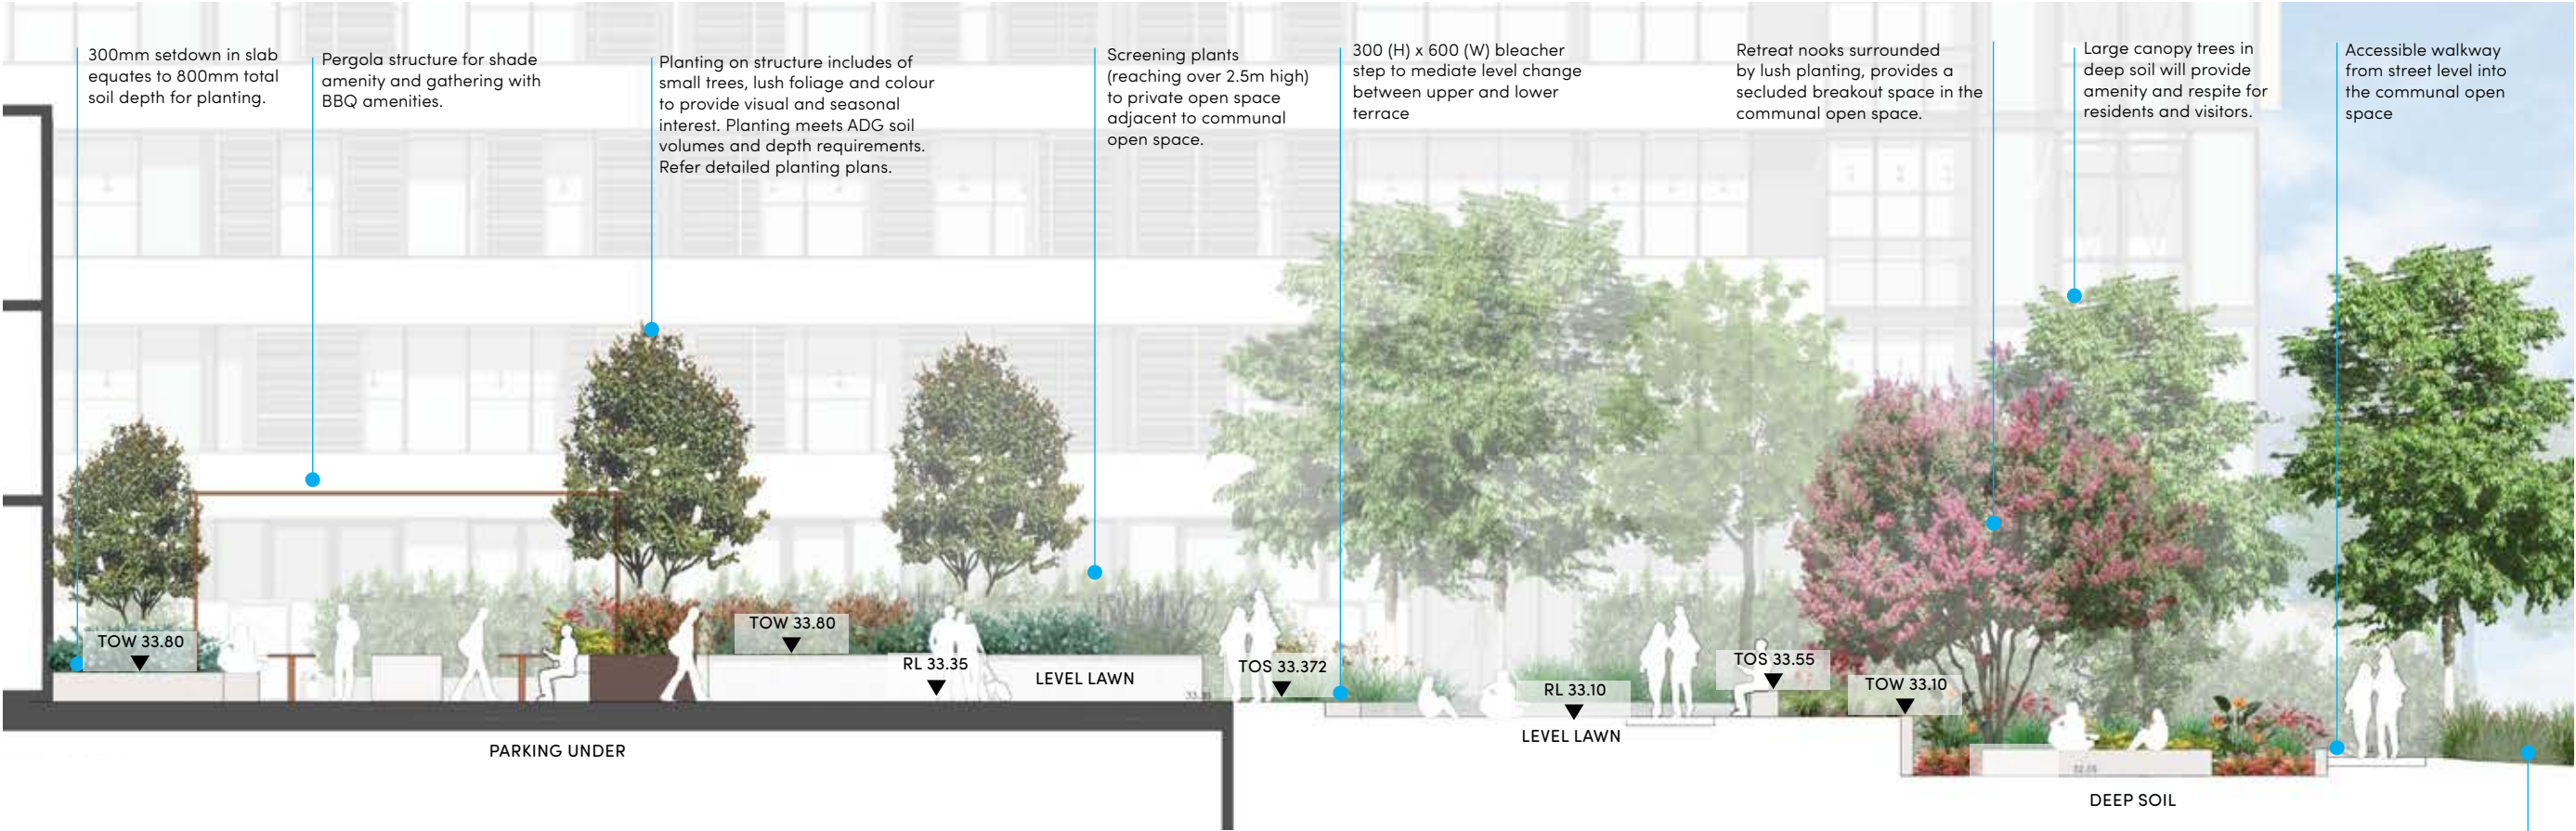 300mm setdown in slab
equates to 800mm total
soil depth for planting.
Pergola structure for shade
amenity and gathering with
BBQ amenities.
Planting on structure includes of
small trees, lush foliage and colour
to provide visual and seasonal
interest. Planting meets ADG soil
volumes and depth requirements.
Refer detailed planting plans.
Screening plants
(reaching over 2.5m high)
to private open space
adjacent to communal
open space.
300 (H) x 600 (W) bleacher
step to mediate level change
between upper and lower
terrace
Retreat nooks surrounded
by lush planting, provides a
secluded breakout space in the
communal open space.
Large canopy trees in
deep soil will provide
amenity and respite for
residents and visitors.
Accessible walkway
from street level into
the communal open
space
TOW 33.80
TOW 33.80
RL 33.35
LEVEL LAWN
TOS 33.372
RL 33.10
LEVEL LAWN
TOS 33.55
TOW 33.10
PARKING UNDER
DEEP SOIL